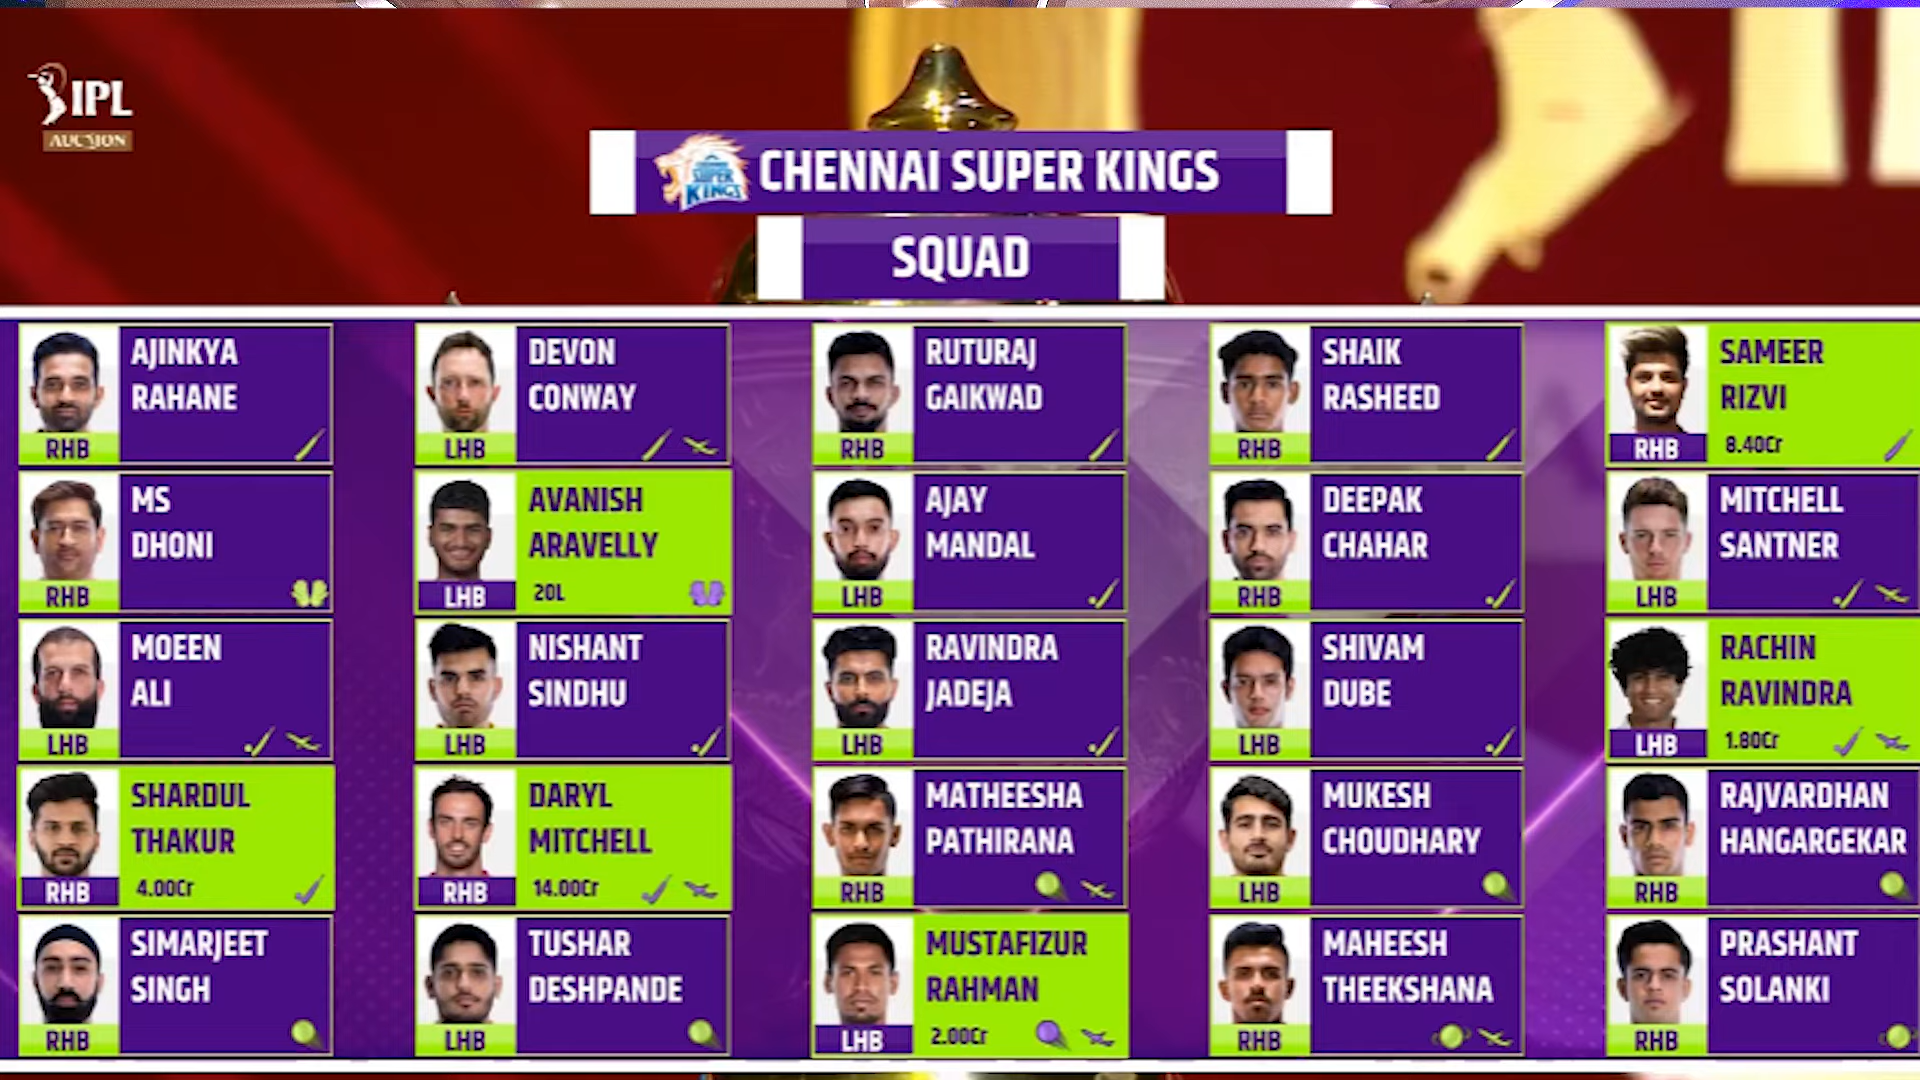 IPL
AUCTION
CHENNAI SUPER KINGS
CHENNAI
SUPER
KINGS
SQUAD
AJINKYA
RAHANE
RHB
DEVON
CONWAY
LHB
RUTURAJ
GAIKWAD
RHB
SHAIK
RASHEED
RHB
SAMEER
RIZVI
RHB 8.40Cr
MS
DHONI
RHB
AVANISH
ARAVELLY
LHB 20L
AJAY
MANDAL
LHB
DEEPAK
CHAHAR
RHB
MITCHELL
SANTNER
LHB
MOEEN
ALI
LHB
NISHANT
SINDHU
LHB
RAVINDRA
JADEJA
LHB
SHIVAM
DUBE
LHB
RACHIN
RAVINDRA
LHB 1.80Cr
SHARDUL
THAKUR
RHB 4.00Cr
DARYL
MITCHELL
RHB 14.00Cr
MATHEESHA
PATHIRANA
RHB
MUKESH
CHOUDHARY
LHB
RAJVARDHAN
HANGARGEKAR
RHB
SIMARJEET
SINGH
RHB
TUSHAR
DESHPANDE
LHB
MUSTAFIZUR
RAHMAN
LHB 2.00Cr
MAHEESH
THEEKSHANA
RHB
PRASHANT
SOLANKI
RHB